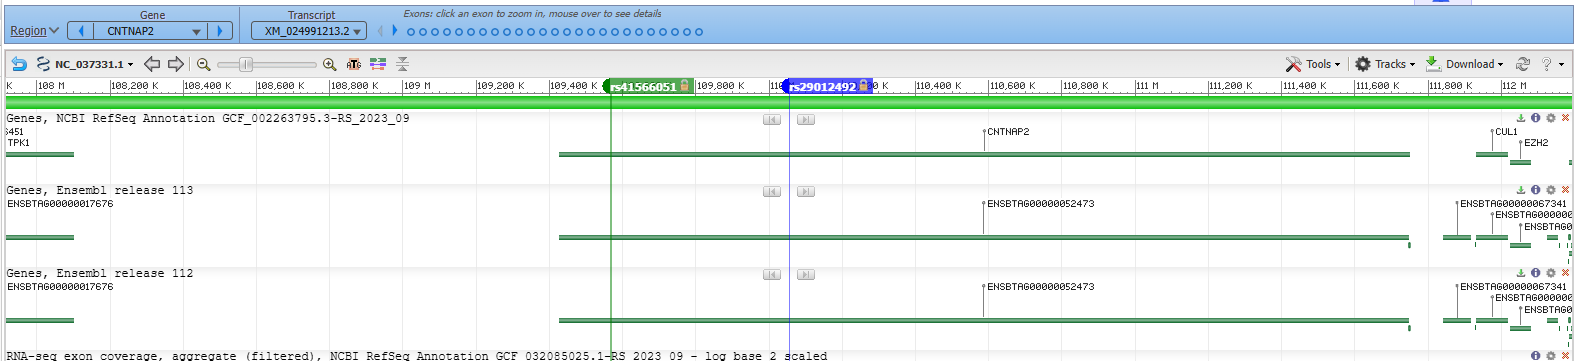 Gene Transcript Exons: click an exon to zoom in, mouse over to see details
Region CNTNAP2 XM_024991213.2
NC_037331.1 ATG Tools Tracks Download ?
K 108 M 108,200 K 108,400 K 108,600 K 108,800 K 109 M 109,200 K 109,400 K rs41566051 109,800 K 110 rs29012492 00 K 110,400 K 110,600 K 110,800 K 111 M 111,200 K 111,400 K 111,600 K 111,800 K 112 M
Genes, NCBI RefSeq Annotation GCF_002263795.3-RS_2023_09
6451 CNTNAP2 CUL1
TPK1 EZH2
Genes, Ensembl release 113
ENSBTAG00000017676 ENSBTAG00000052473 ENSBTAG00000067341
ENSBTAG000000
ENSBTAG0
Genes, Ensembl release 112
ENSBTAG00000017676 ENSBTAG00000052473 ENSBTAG00000067341
ENSBTAG000000
ENSBTAG0
RNA-seq exon coverage, aggregate (filtered), NCBI RefSeq Annotation GCF_032085025.1-RS_2023_09 - log base 2 scaled